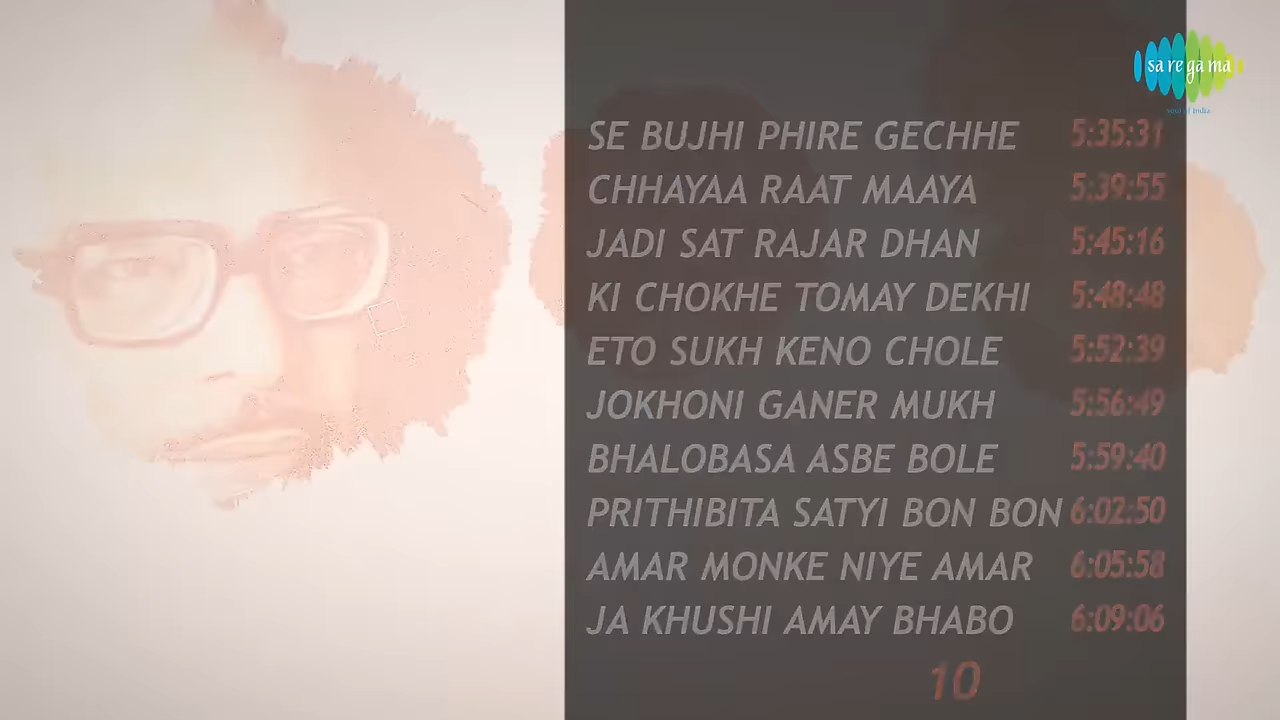 sa re ga ma
soul of india
SE BUJHI PHIRE GECHHE 5:35:31
CHHAYAA RAAT MAAYA 5:39:55
JADI SAT RAJAR DHAN 5:45:16
KI CHOKHE TOMAY DEKHI 5:48:48
ETO SUKH KENO CHOLE 5:52:39
JOKHONI GANER MUKH 5:56:49
BHALOBASA ASBE BOLE 5:59:40
PRITHIBITA SATYI BON BON 6:02:50
AMAR MONKE NIYE AMAR 6:05:58
JA KHUSHI AMAY BHABO 6:09:06
10